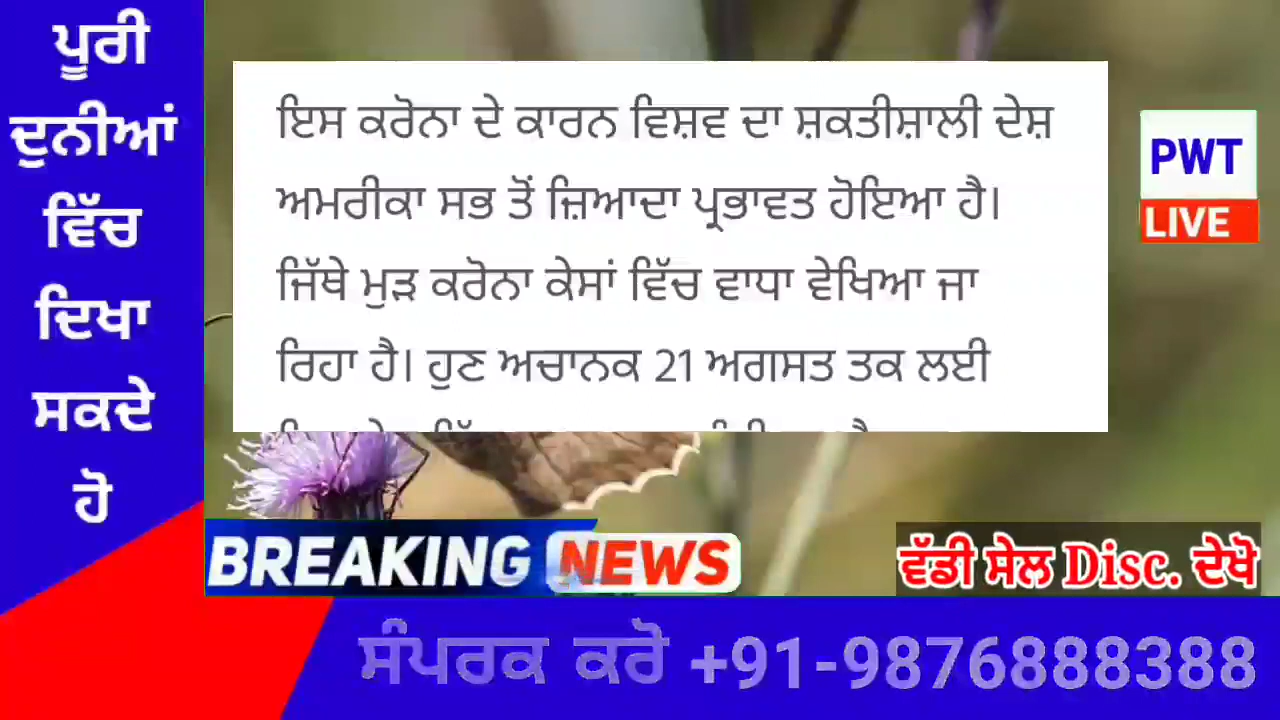 ਪੂਰੀ
ਦੁਨੀਆਂ
ਵਿੱਚ
ਦਿਖਾ
ਸਕਦੇ
ਹੋ
ਇਸ ਕਰੋਨਾ ਦੇ ਕਾਰਨ ਵਿਸ਼ਵ ਦਾ ਸ਼ਕਤੀਸ਼ਾਲੀ ਦੇਸ਼
ਅਮਰੀਕਾ ਸਭ ਤੋਂ ਜ਼ਿਆਦਾ ਪ੍ਰਭਾਵਤ ਹੋਇਆ ਹੈ।
ਜਿੱਥੇ ਮੁੜ ਕਰੋਨਾ ਕੇਸਾਂ ਵਿੱਚ ਵਾਧਾ ਵੇਖਿਆ ਜਾ
ਰਿਹਾ ਹੈ। ਹੁਣ ਅਚਾਨਕ 21 ਅਗਸਤ ਤਕ ਲਈ
PWT
LIVE
BREAKING NEWS
ਵੱਡੀ ਸੇਲ Disc. ਦੇਖੋ
ਸੰਪਰਕ ਕਰੋ +91-9876888388